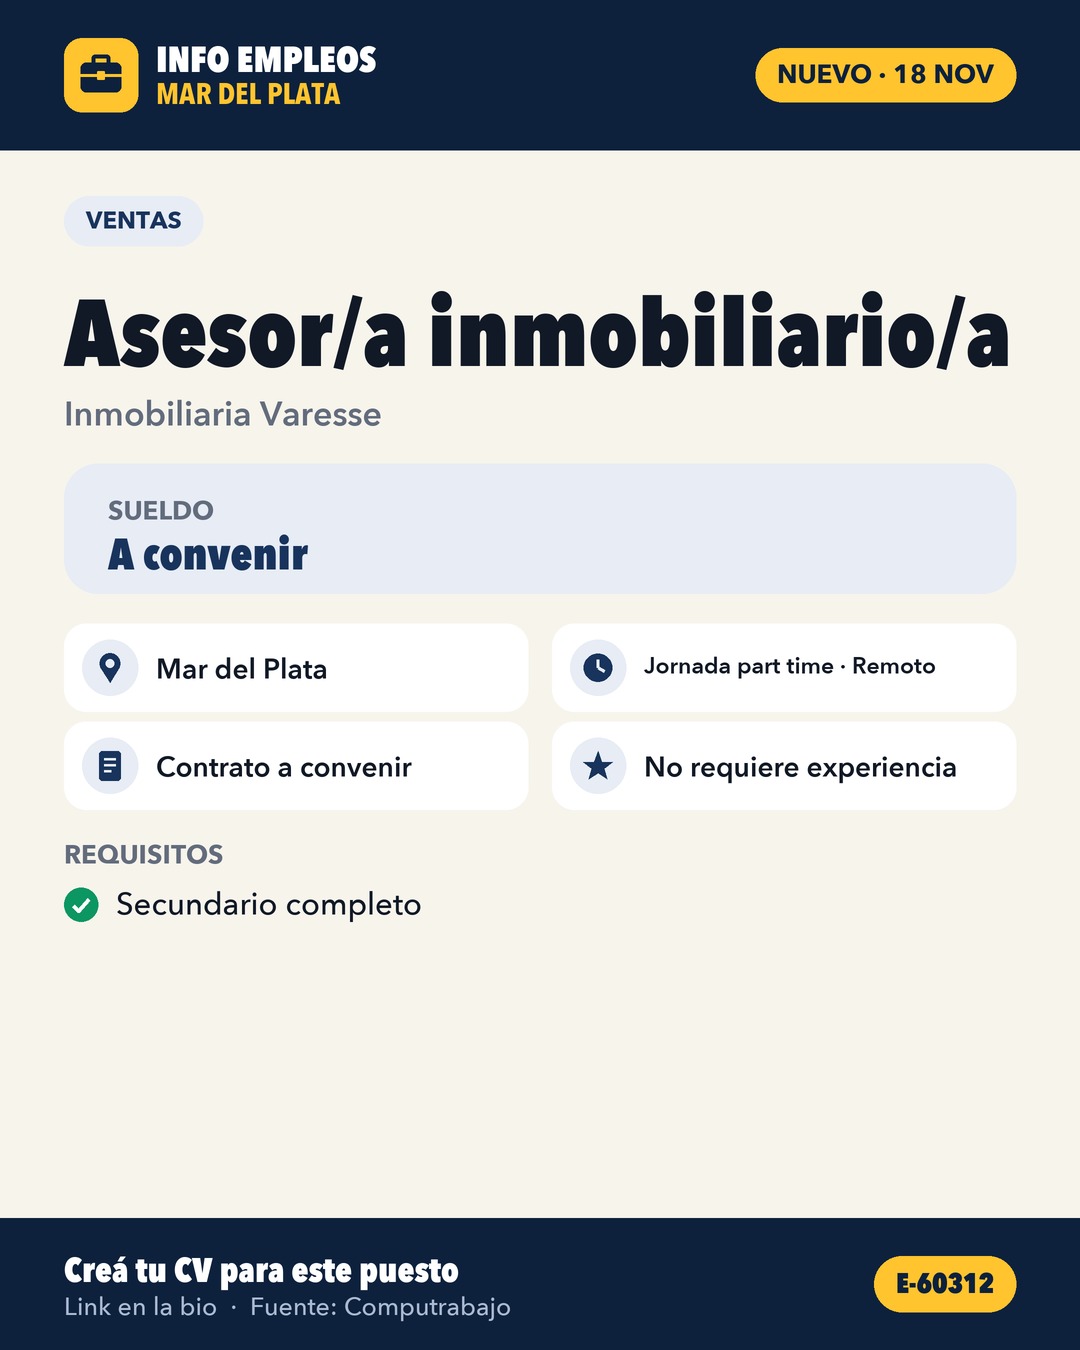 INFO EMPLEOS
MAR DEL PLATA
NUEVO · 18 NOV
VENTAS
Asesor/a inmobiliario/a
Inmobiliaria Varesse
SUELDO
A convenir
Mar del Plata
Jornada part time · Remoto
Contrato a convenir
No requiere experiencia
REQUISITOS
Secundario completo
Creá tu CV para este puesto
Link en la bio · Fuente: Computrabajo
E-60312